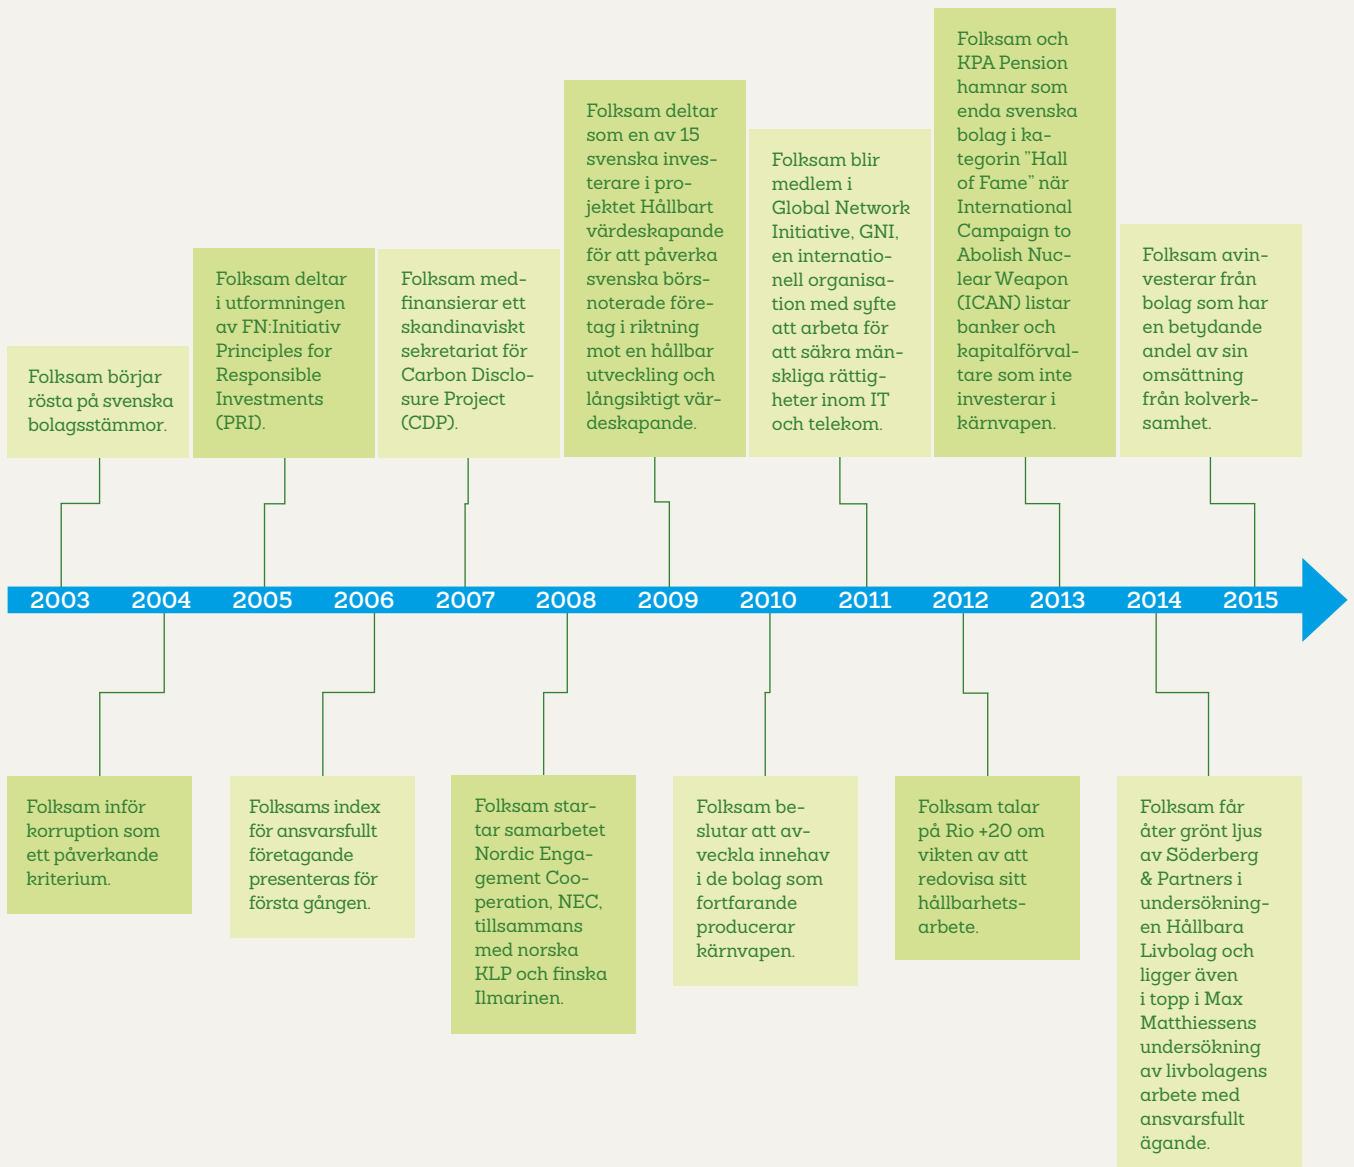 Folksam börjar
rösta på svenska
bolagsstämmor.
Folksam deltar
i utformningen
av FN:Initiativ
Principles for
Responsible
Investments
(PRI).
Folksam med-
finansierar ett
skandinaviskt
sekretariat för
Carbon Disclo-
sure Project
(CDP).
Folksam deltar
som en av 15
svenska inves-
terare i pro-
jektet Hållbart
värdeskapande
för att påverka
svenska börs-
noterade före-
tag i riktning
mot en hållbar
utveckling och
långsiktigt vär-
deskapande.
Folksam blir
medlem i
Global Network
Initiative, GNI,
en internatio-
nell organisa-
tion med syfte
att arbeta för
att säkra män-
skliga rättig-
heter inom IT
och telekom.
Folksam och
KPA Pension
hamnar som
enda svenska
bolag i ka-
tegorin ”Hall
of Fame” när
International
Campaign to
Abolish Nuc-
lear Weapon
(ICAN) listar
banker och
kapitalförval-
tare som inte
investerar i
kärnvapen.
Folksam avin-
vesterar från
bolag som har
en betydande
andel av sin
omsättning
från kolverk-
samhet.
2003 2004 2005 2006 2007 2008 2009 2010 2011 2012 2013 2014 2015
Folksam inför
korruption som
ett påverkande
kriterium.
Folksams index
för ansvarsfullt
företagande
presenteras för
första gången.
Folksam star-
tar samarbetet
Nordic Enga-
gement Coo-
peration, NEC,
tillsammans
med norska
KLP och finska
Ilmarinen.
Folksam be-
slutar att av-
veckla innehav
i de bolag som
fortfarande
producerar
kärnvapen.
Folksam talar
på Rio +20 om
vikten av att
redovisa sitt
hållbarhets-
arbete.
Folksam får
åter grönt ljus
av Söderberg
& Partners i
undersökning-
en Hållbara
Livbolag och
ligger även
i topp i Max
Matthiessens
undersökning
av livbolagens
arbete med
ansvarsfullt
ägande.